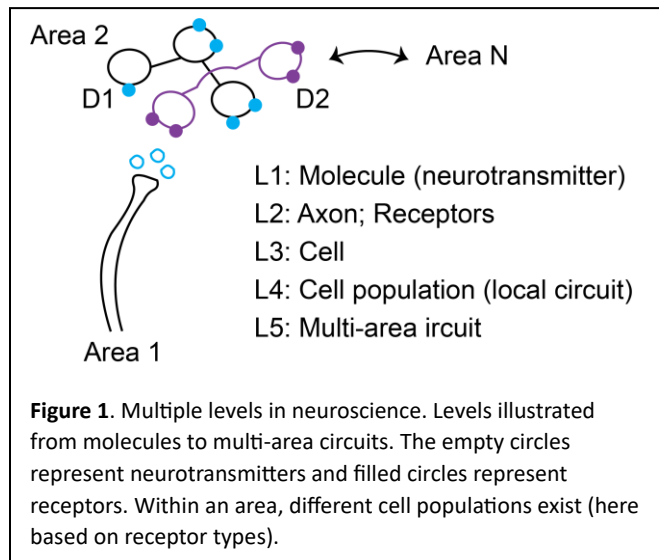 Area 2
Area N
D1
D2
L1: Molecule (neurotransmitter)
L2: Axon; Receptors
L3: Cell
L4: Cell population (local circuit)
L5: Multi-area ircuit
Area 1
Figure 1. Multiple levels in neuroscience. Levels illustrated
from molecules to multi-area circuits. The empty circles
represent neurotransmitters and filled circles represent
receptors. Within an area, different cell populations exist (here
based on receptor types).